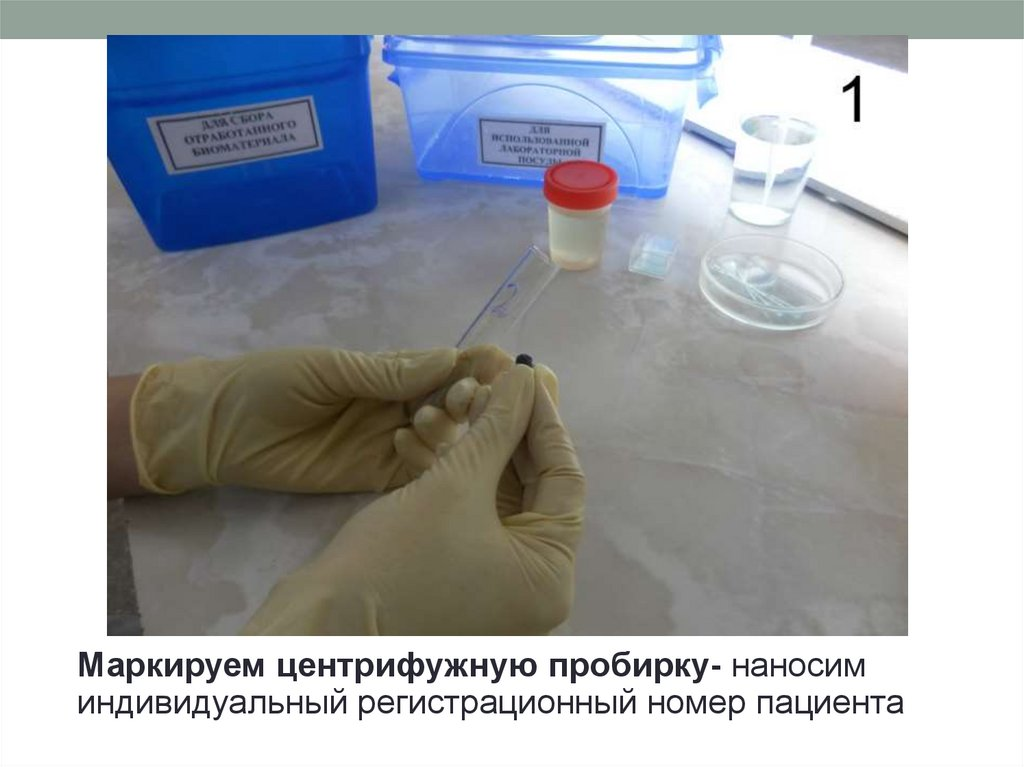 ДЛЯ СБОРА
ОТРАБОТАННОГО
БИОМАТЕРИАЛА
ДЛЯ
ИСПОЛЬЗОВАННОЙ
ЛАБОРАТОРНОЙ
ПОСУДЫ
1
Маркируем центрифужную пробирку- наносим
индивидуальный регистрационный номер пациента